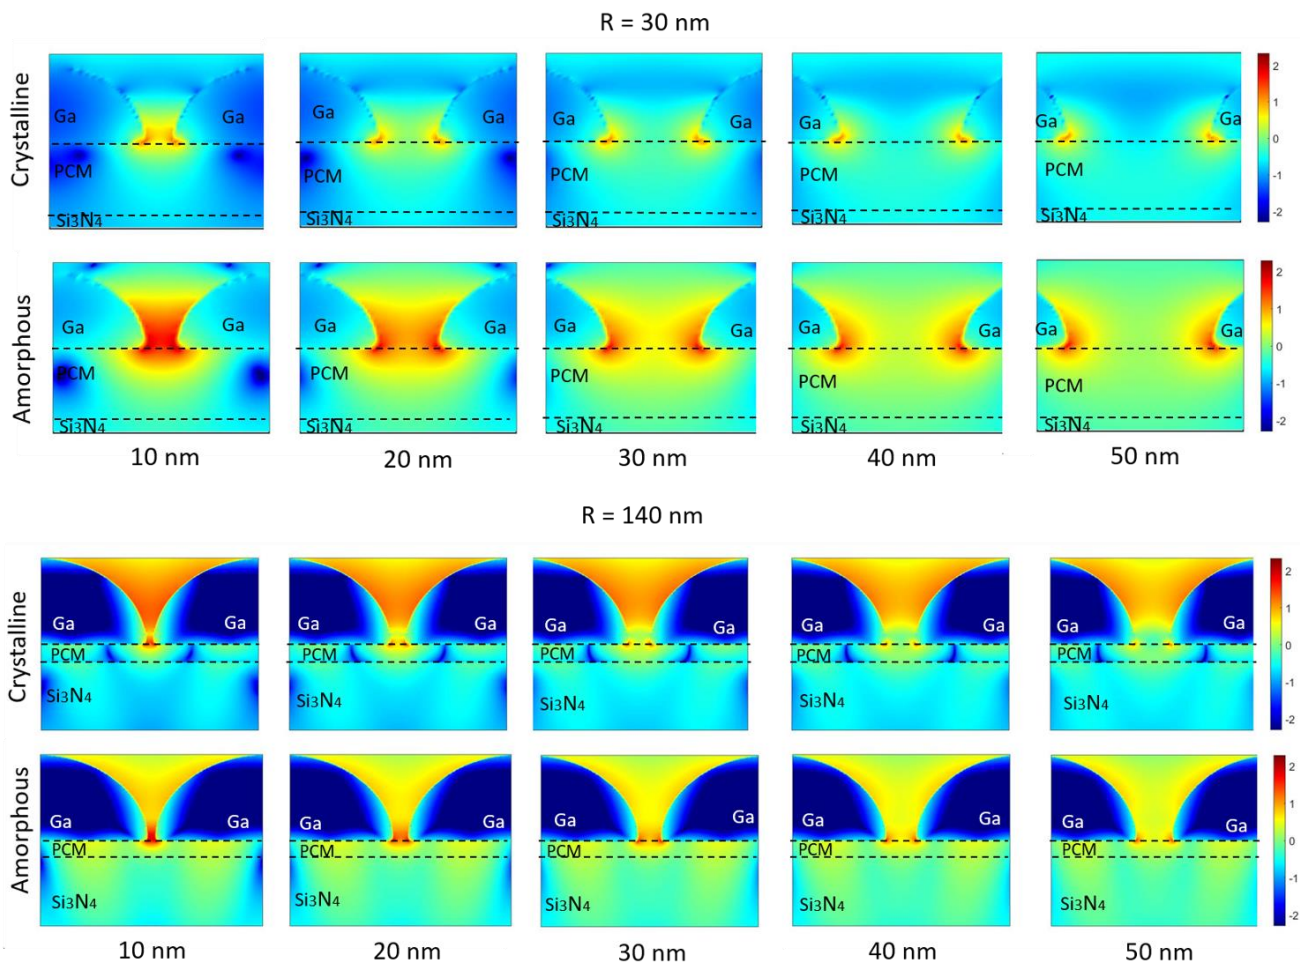 R = 30 nm
Crystalline
Ga Ga Ga Ga Ga Ga Ga Ga Ga Ga
PCM PCM PCM PCM PCM
Si3N4 Si3N4 Si3N4 Si3N4 Si3N4
2 2 2 2 2
1
0
-1
-2
Amorphous
Ga Ga Ga Ga Ga Ga Ga Ga Ga Ga
PCM PCM PCM PCM PCM
Si3N4 Si3N4 Si3N4 Si3N4 Si3N4
2
1
0
-1
-2
10 nm 20 nm 30 nm 40 nm 50 nm
R = 140 nm
Crystalline
Ga Ga Ga Ga Ga Ga Ga Ga Ga Ga
PCM PCM PCM PCM PCM
Si3N4 Si3N4 Si3N4 Si3N4 Si3N4
2
1
0
-1
-2
Amorphous
Ga Ga Ga Ga Ga Ga Ga Ga Ga Ga
PCM PCM PCM PCM PCM
Si3N4 Si3N4 Si3N4 Si3N4 Si3N4
2
1
0
-1
-2
10 nm 20 nm 30 nm 40 nm 50 nm